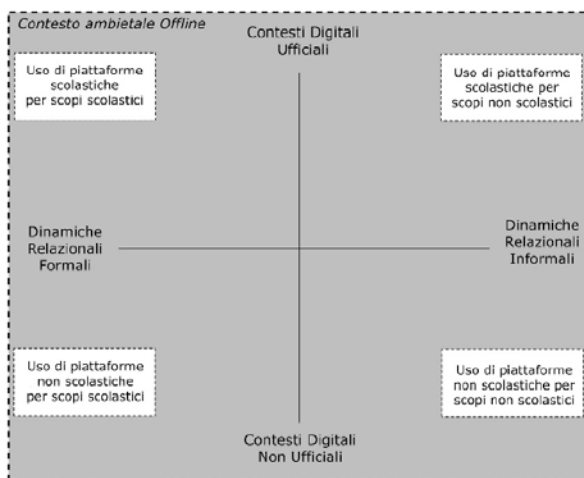 Contesto ambietale Offline
Contesti Digitali
Ufficiali
Uso di piattaforme
scolastiche
per scopi scolastici
Uso di piattaforme
scolastiche per
scopi non scolastici
Dinamiche
Relazionali
Formali
Dinamiche
Relazionali
Informali
Uso di piattaforme
non scolastiche
per scopi scolastici
Uso di piattaforme
non scolastiche per
scopi non scolastici
Contesti Digitali
Non Ufficiali